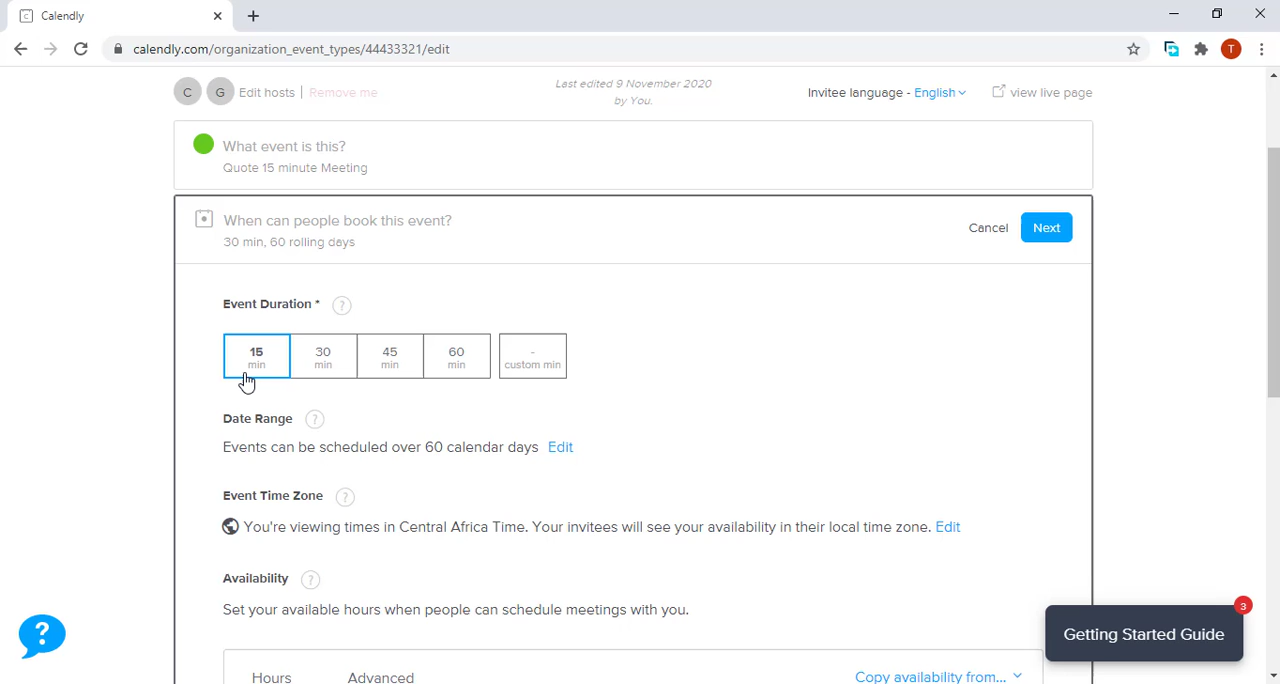 Calendly
calendly.com/organization_event_types/44433321/edit
T
C G Edit hosts | Remove me
Last edited 9 November 2020
by You.
Invitee language - English
view live page
What event is this?
Quote 15 minute Meeting
When can people book this event?
30 min, 60 rolling days
Cancel Next
Event Duration * ?
15 30 45 60 -
min min min min custom min
Date Range ?
Events can be scheduled over 60 calendar days Edit
Event Time Zone ?
You're viewing times in Central Africa Time. Your invitees will see your availability in their local time zone. Edit
Availability ?
Set your available hours when people can schedule meetings with you.
?
3
Getting Started Guide
Hours Advanced Copy availability from...